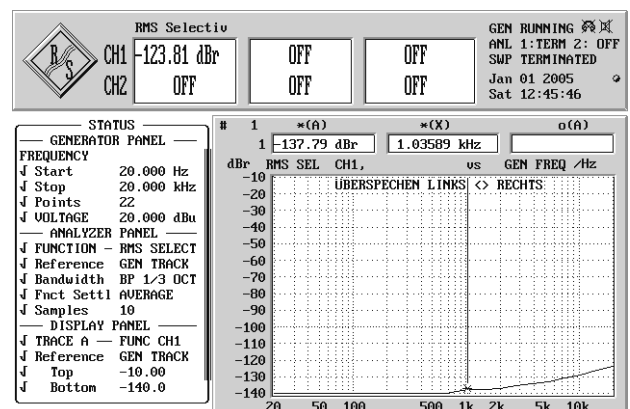 RMS Selectiv
R
S
CH1 -123.81 dBr OFF OFF
CH2 OFF OFF OFF
GEN RUNNING
ANL 1:TERM 2: OFF
SWP TERMINATED
Jan 01 2005
Sat 12:45:46
STATUS
GENERATOR PANEL
FREQUENCY
Start 20.000 Hz
Stop 20.000 kHz
Points 22
VOLTAGE 20.000 dBu
ANALYZER PANEL
FUNCTION - RMS SELECT
Reference GEN TRACK
Bandwidth BP 1/3 OCT
Fnct Settl AVERAGE
Samples 10
DISPLAY PANEL
TRACE A — FUNC CH1
Reference GEN TRACK
Top -10.00
Bottom -140.0
# 1 *(A) *(X) o(A)
1 -137.79 dBr 1.03589 kHz
dBr RMS SEL CH1, vs GEN FREQ /Hz
ÜBERSPECHEN LINKS <> RECHTS
-10
-20
-30
-40
-50
-60
-70
-80
-90
-100
-110
-120
-130
-140
20 50 100 500 1k 2k 5k 10k